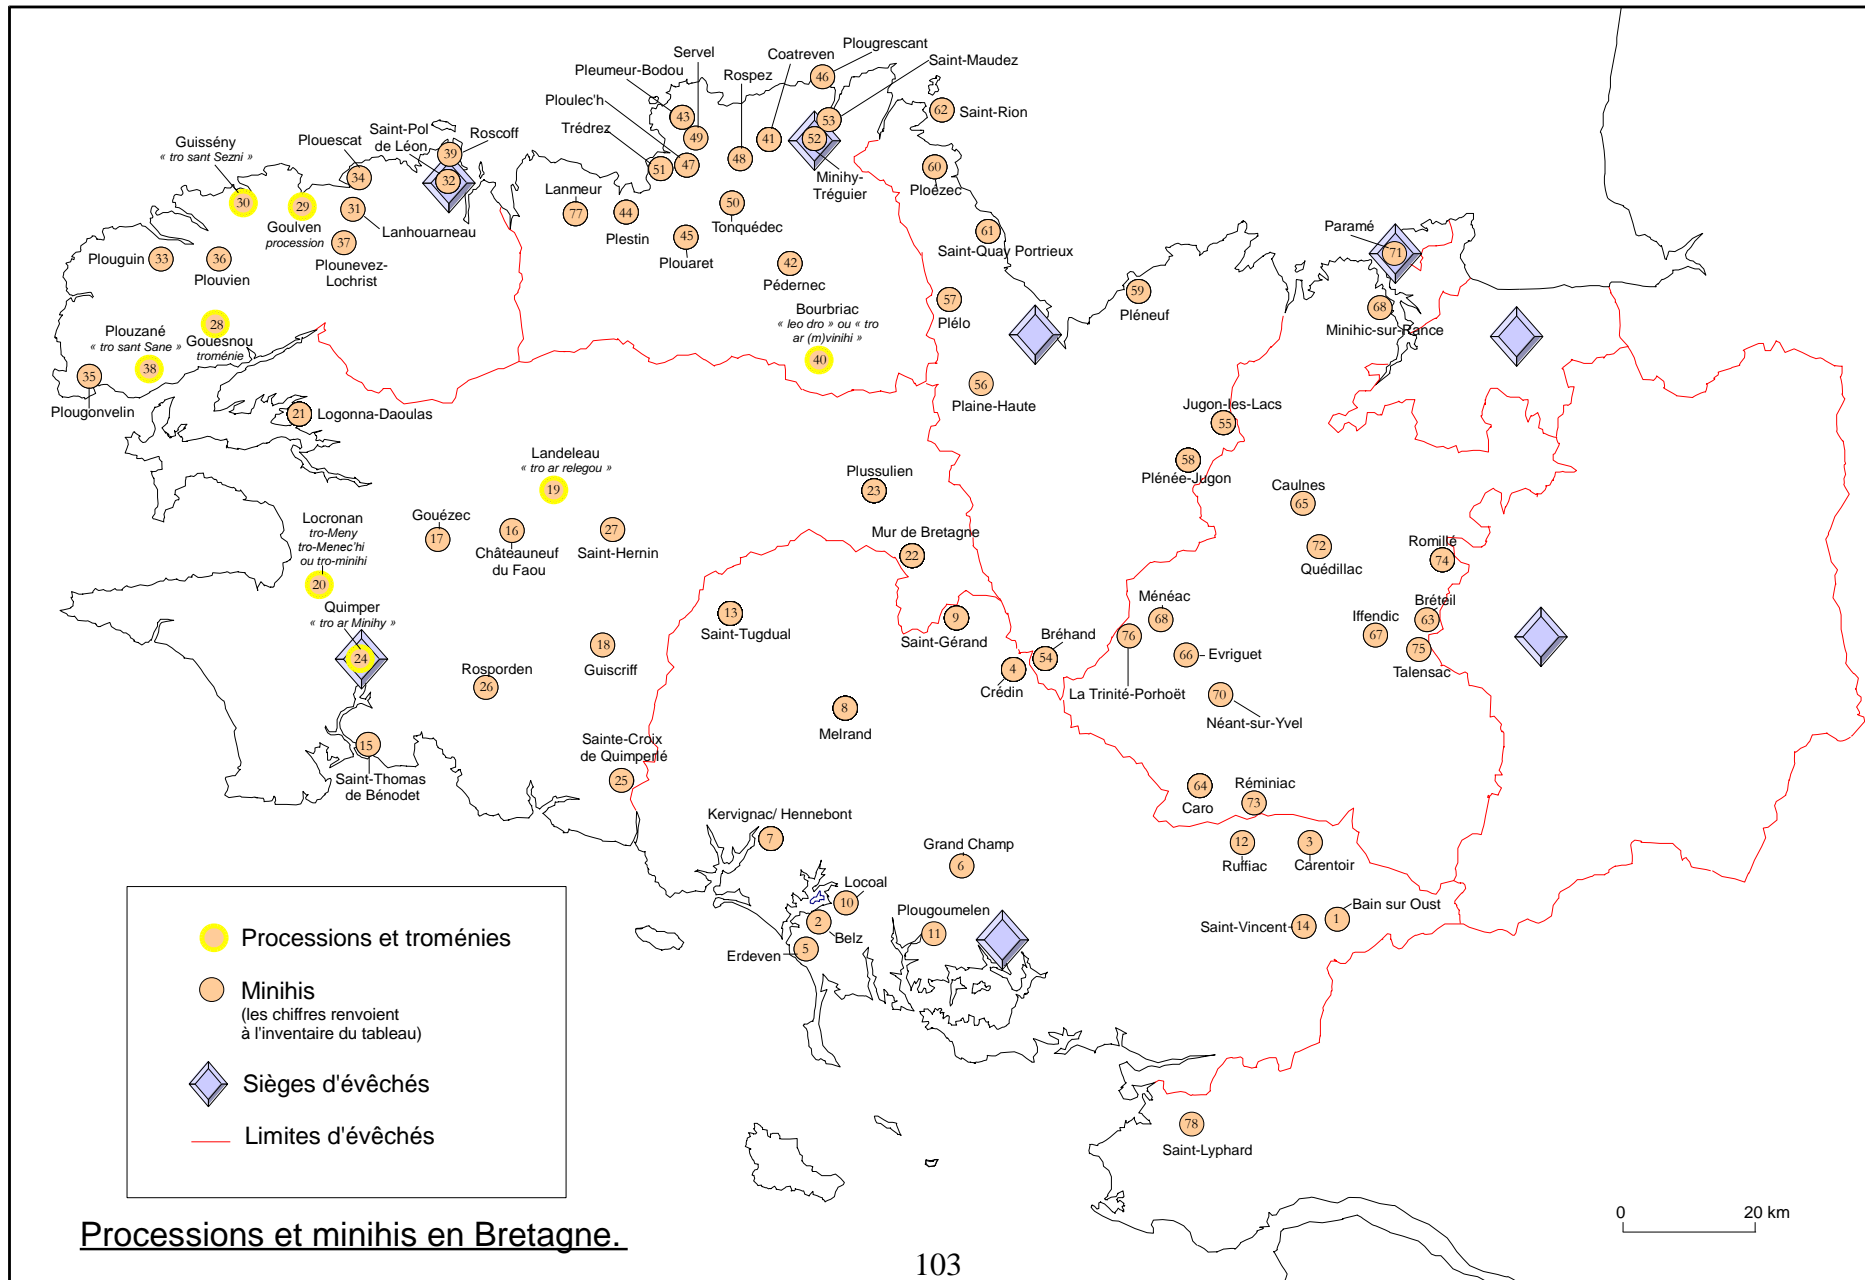 Servel
Coatreven
Plougrescant
Pleumeur-Bodou
Rospez
46
Saint-Maudez
Ploulec'h
43
53
62
Saint-Rion
Trédrez
49
41
52
Guissény
« tro sant Sezni »
Plouescat
Saint-Pol
de Léon
39
Roscoff
51
47
48
Minihy-
Tréguier
60
Ploézec
34
32
Lanmeur
30
29
31
77
44
50
Goulven
procession
Lanhouarneau
Plestin
Tonquédec
61
Saint-Quay Portrieux
Paramé
71
37
45
Plouguin
33
36
Plouvien
Plounevez-
Lochrist
Plouaret
42
Pédernec
59
Pléneuf
57
Plélo
68
Minihic-sur-Rance
28
Gouesnou
troménie
Bourbriac
« leo dro » ou « tro
ar (m)vinihi »
40
Plouzané
« tro sant Sane »
38
35
Plougonvelin
56
Plaine-Haute
21
Logonna-Daoulas
Jugon-les-Lacs
55
Landeleau
« tro ar relegou »
19
Plussulien
23
58
Plénée-Jugon
Caulnes
65
Gouézec
17
16
Châteauneuf
du Faou
27
Saint-Hernin
Locronan
tro-Meny
tro-Menec'hi
ou tro-minihi
20
Mur de Bretagne
22
72
Quédillac
Romillé
74
Quimper
« tro ar Minihy »
24
13
Saint-Tugdual
9
Saint-Gérand
Ménéac
68
Iffendic
67
Bréteil
63
18
Guiscriff
Bréhand
54
4
Crédin
76
La Trinité-Porhoët
66
Evriguet
75
Talensac
Rosporden
26
8
Melrand
70
Néant-sur-Yvel
15
Saint-Thomas
de Bénodet
Sainte-Croix
de Quimperlé
25
64
Caro
Réminiac
73
Kervignac/ Hennebont
7
Grand Champ
6
12
Ruffiac
3
Carentoir
Locoal
10
2
Belz
Plougoumelen
11
Saint-Vincent
14
1
Bain sur Oust
Erdeven
5
Processions et troménies
Minihis
(les chiffres renvoient
à l'inventaire du tableau)
Sièges d'évêchés
Limites d'évêchés
78
Saint-Lyphard
0
20 km
Processions et minihis en Bretagne.
103